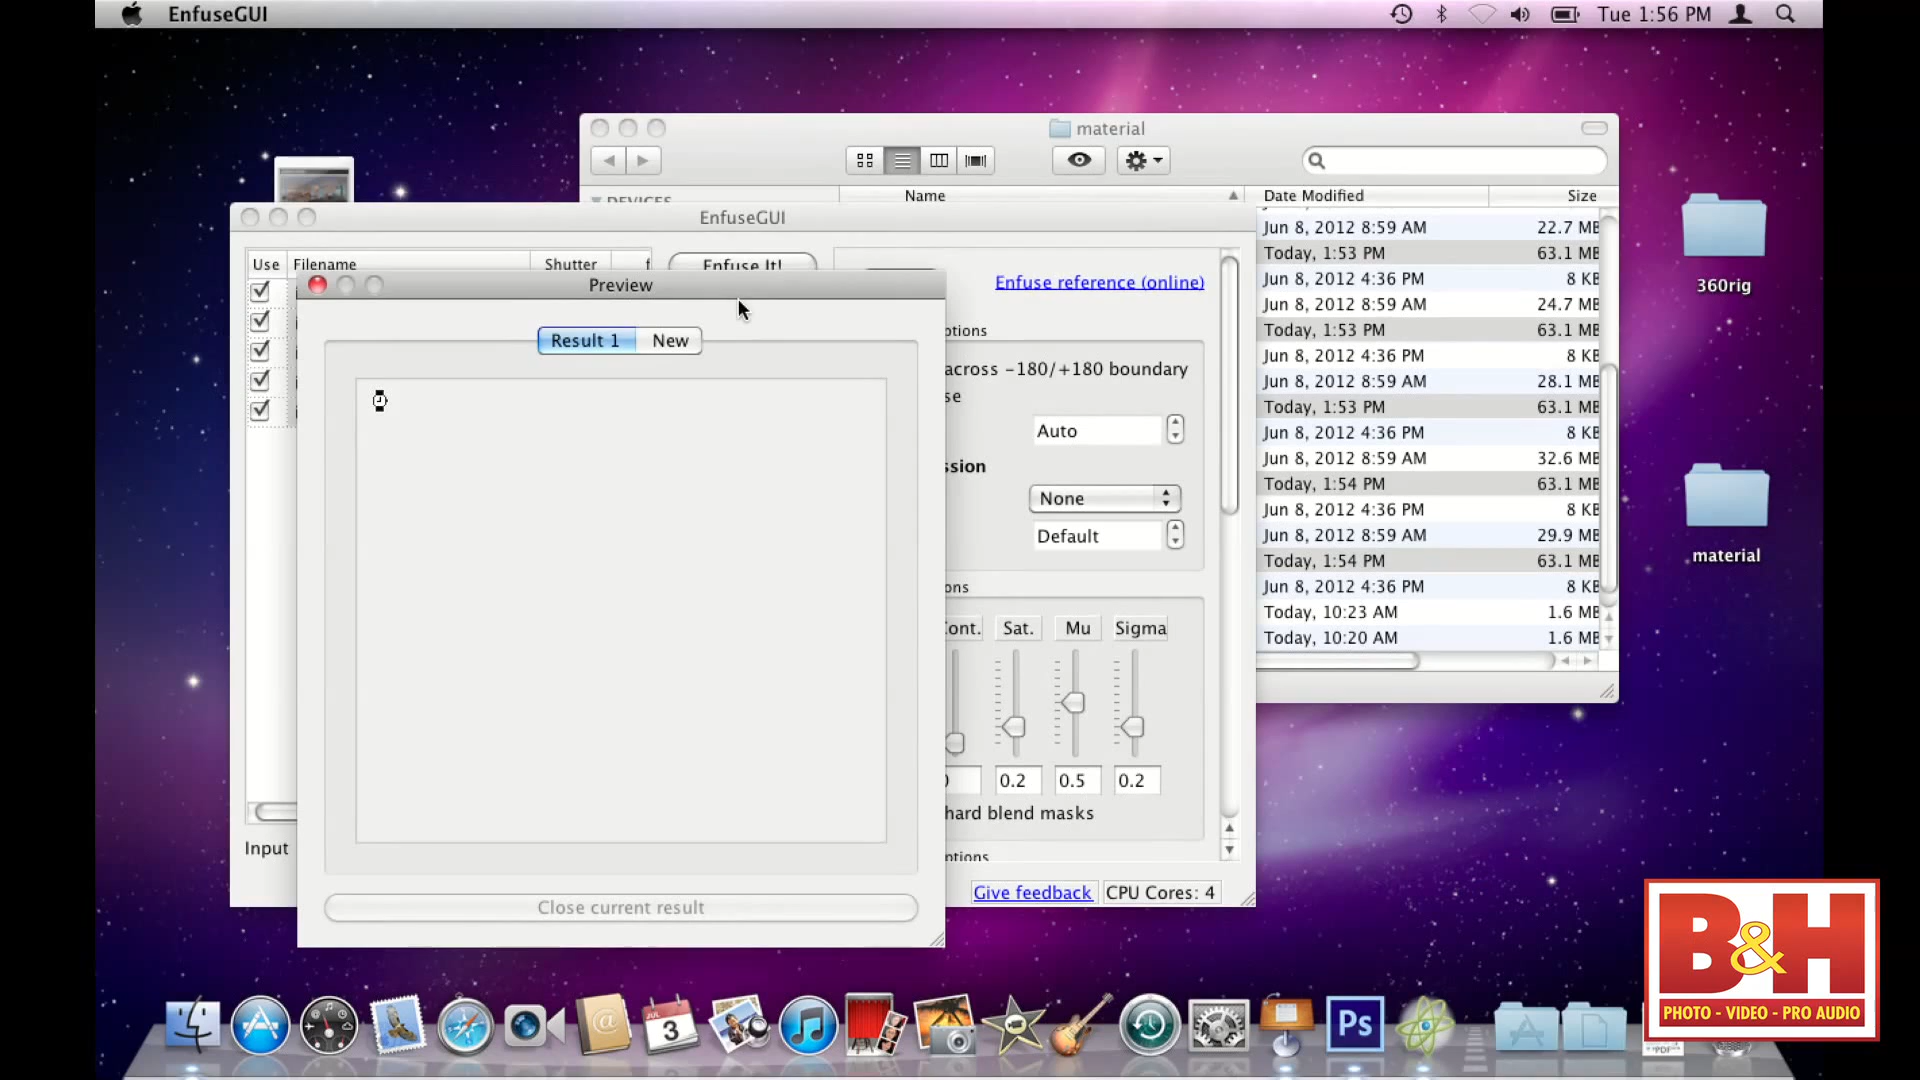 EnfuseGUI
Tue 1:56 PM
material
DEVICES
Name
Date Modified
Size
Jun 8, 2012 8:59 AM 22.7 MB
Today, 1:53 PM 63.1 MB
Jun 8, 2012 4:36 PM 8 KB
Jun 8, 2012 8:59 AM 24.7 MB
Today, 1:53 PM 63.1 MB
Jun 8, 2012 4:36 PM 8 KB
Jun 8, 2012 8:59 AM 28.1 MB
Today, 1:53 PM 63.1 MB
Jun 8, 2012 4:36 PM 8 KB
Jun 8, 2012 8:59 AM 32.6 MB
Today, 1:54 PM 63.1 MB
Jun 8, 2012 4:36 PM 8 KB
Jun 8, 2012 8:59 AM 29.9 MB
Today, 1:54 PM 63.1 MB
Jun 8, 2012 4:36 PM 8 KB
Today, 10:23 AM 1.6 MB
Today, 10:20 AM 1.6 MB
360rig
material
EnfuseGUI
Use Filename Shutter f
Enfuse It!
Enfuse reference (online)
ptions
across -180/+180 boundary
se
Auto
ssion
None
Default
ons
Cont. Sat. Mu Sigma
0.2 0.5 0.2
hard blend masks
ptions
Input
Give feedback
CPU Cores: 4
Preview
Result 1
New
Close current result
JUL
3
Ps
PDF
B&H
PHOTO - VIDEO - PRO AUDIO